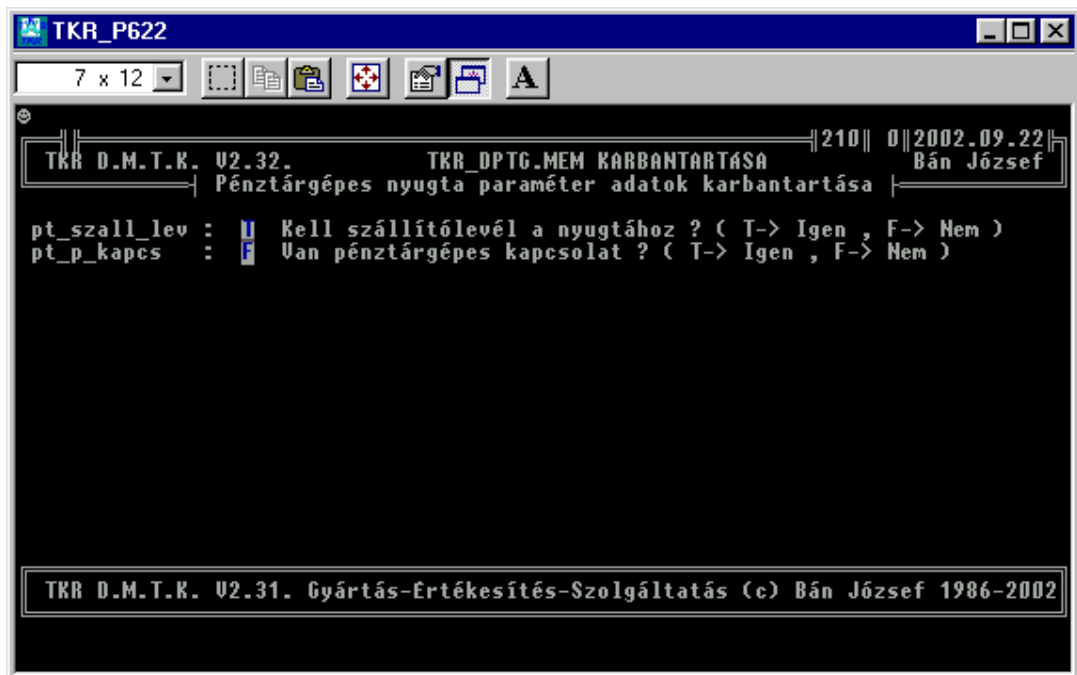 TKR_P622
7 x 12
A
210 0 2002.09.22
TKR D.M.T.K. V2.32. TKR_DPTG.MEM KARBANTARTÁSA Bán József
Pénztárgépes nyugta paraméter adatok karbantartása
pt_szall_lev : Kell szállítólevél a nyugtához ? ( T-> Igen , F-> Nem )
pt_p_kapcs : F Van pénztárgépes kapcsolat ? ( T-> Igen , F-> Nem )
TKR D.M.T.K. V2.31. Gyártás-Értékesítés-Szolgáltatás (c) Bán József 1986-2002